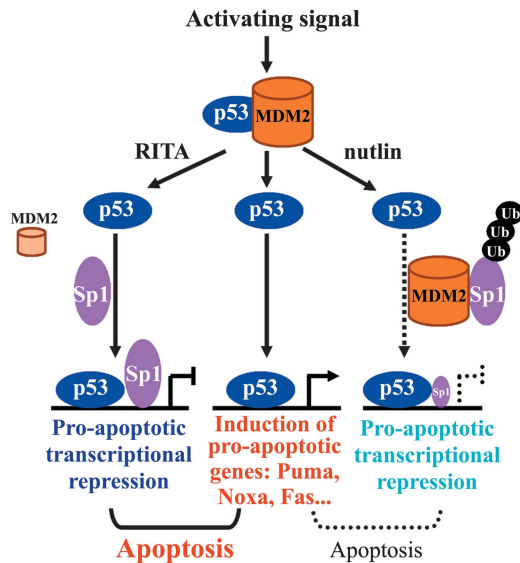 Activating signal
p53
MDM2
RITA
nutlin
p53
p53
p53
MDM2
Ub
Ub
Ub
Sp1
MDM2
Sp1
p53
Sp1
p53
p53
Sp1
Pro-apoptotic
transcriptional
repression
Induction of
pro-apoptotic
genes: Puma,
Noxa, Fas...
Pro-apoptotic
transcriptional
repression
Apoptosis
Apoptosis